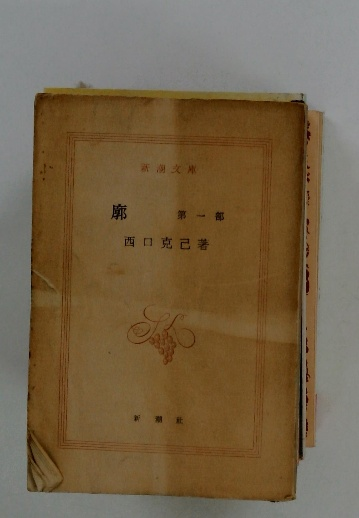 新潮文庫
廓 第一部
西口克己著
新潮社